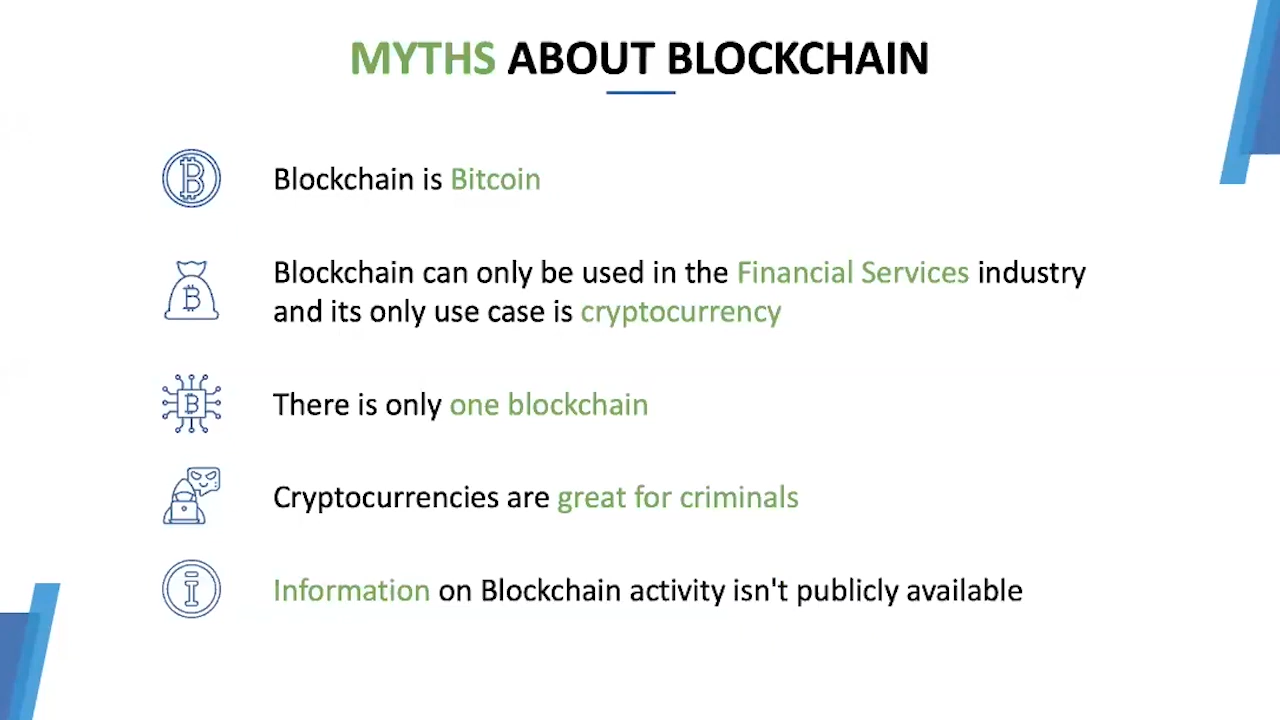 MYTHS ABOUT BLOCKCHAIN
Blockchain is Bitcoin
Blockchain can only be used in the Financial Services industry
and its only use case is cryptocurrency
There is only one blockchain
Cryptocurrencies are great for criminals
Information on Blockchain activity isn't publicly available